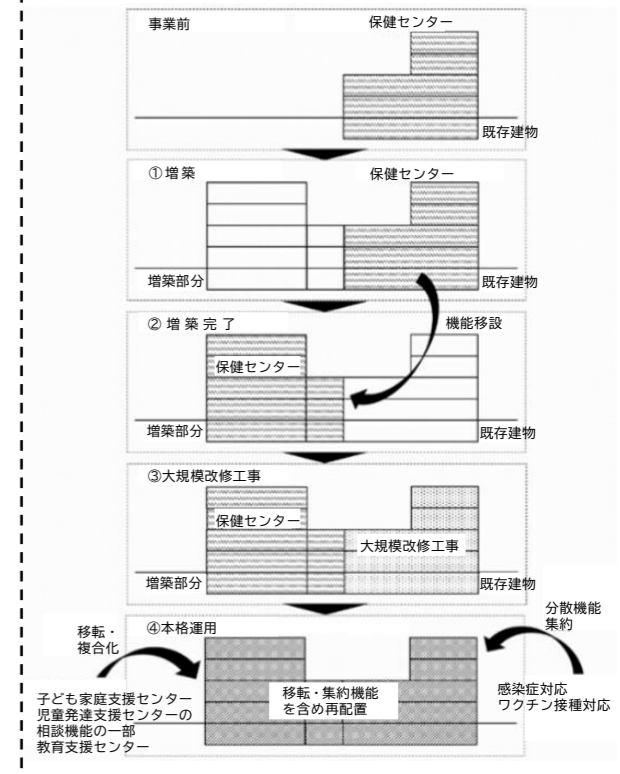 事業前
保健センター
既存建物
①増築
保健センター
増築部分
既存建物
②増築完了
機能移設
保健センター
増築部分
既存建物
③大規模改修工事
保健センター
大規模改修工事
増築部分
既存建物
④本格運用
移転・
複合化
分散機能
集約
移転・集約機能
を含め再配置
子ども家庭支援センター
児童発達支援センターの
相談機能の一部
教育支援センター
感染症対応
ワクチン接種対応